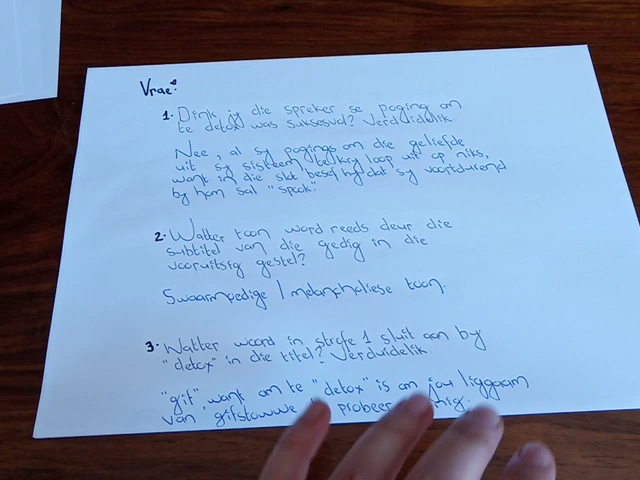 Vrae:
1. Dink jy die spreker se poging om
te detox was suksesvol? Verduidelik
Nee, al sy pogings om die geliefde
uit sy sisteem te kry loop uit op niks,
want in die slot besef hy dat sy voortdurend
by hom sal "spook".
2. Watter toon word reeds deur die
subtitel van die gedig in die
vooruitsig gestel?
Swaarmoedige / melancholiese toon.
3. Watter woord in strofe 1 sluit aan by
"detox" in die titel? Verduidelik
"gif", want om te "detox" is om jou liggaam
van gifstowwe probeer